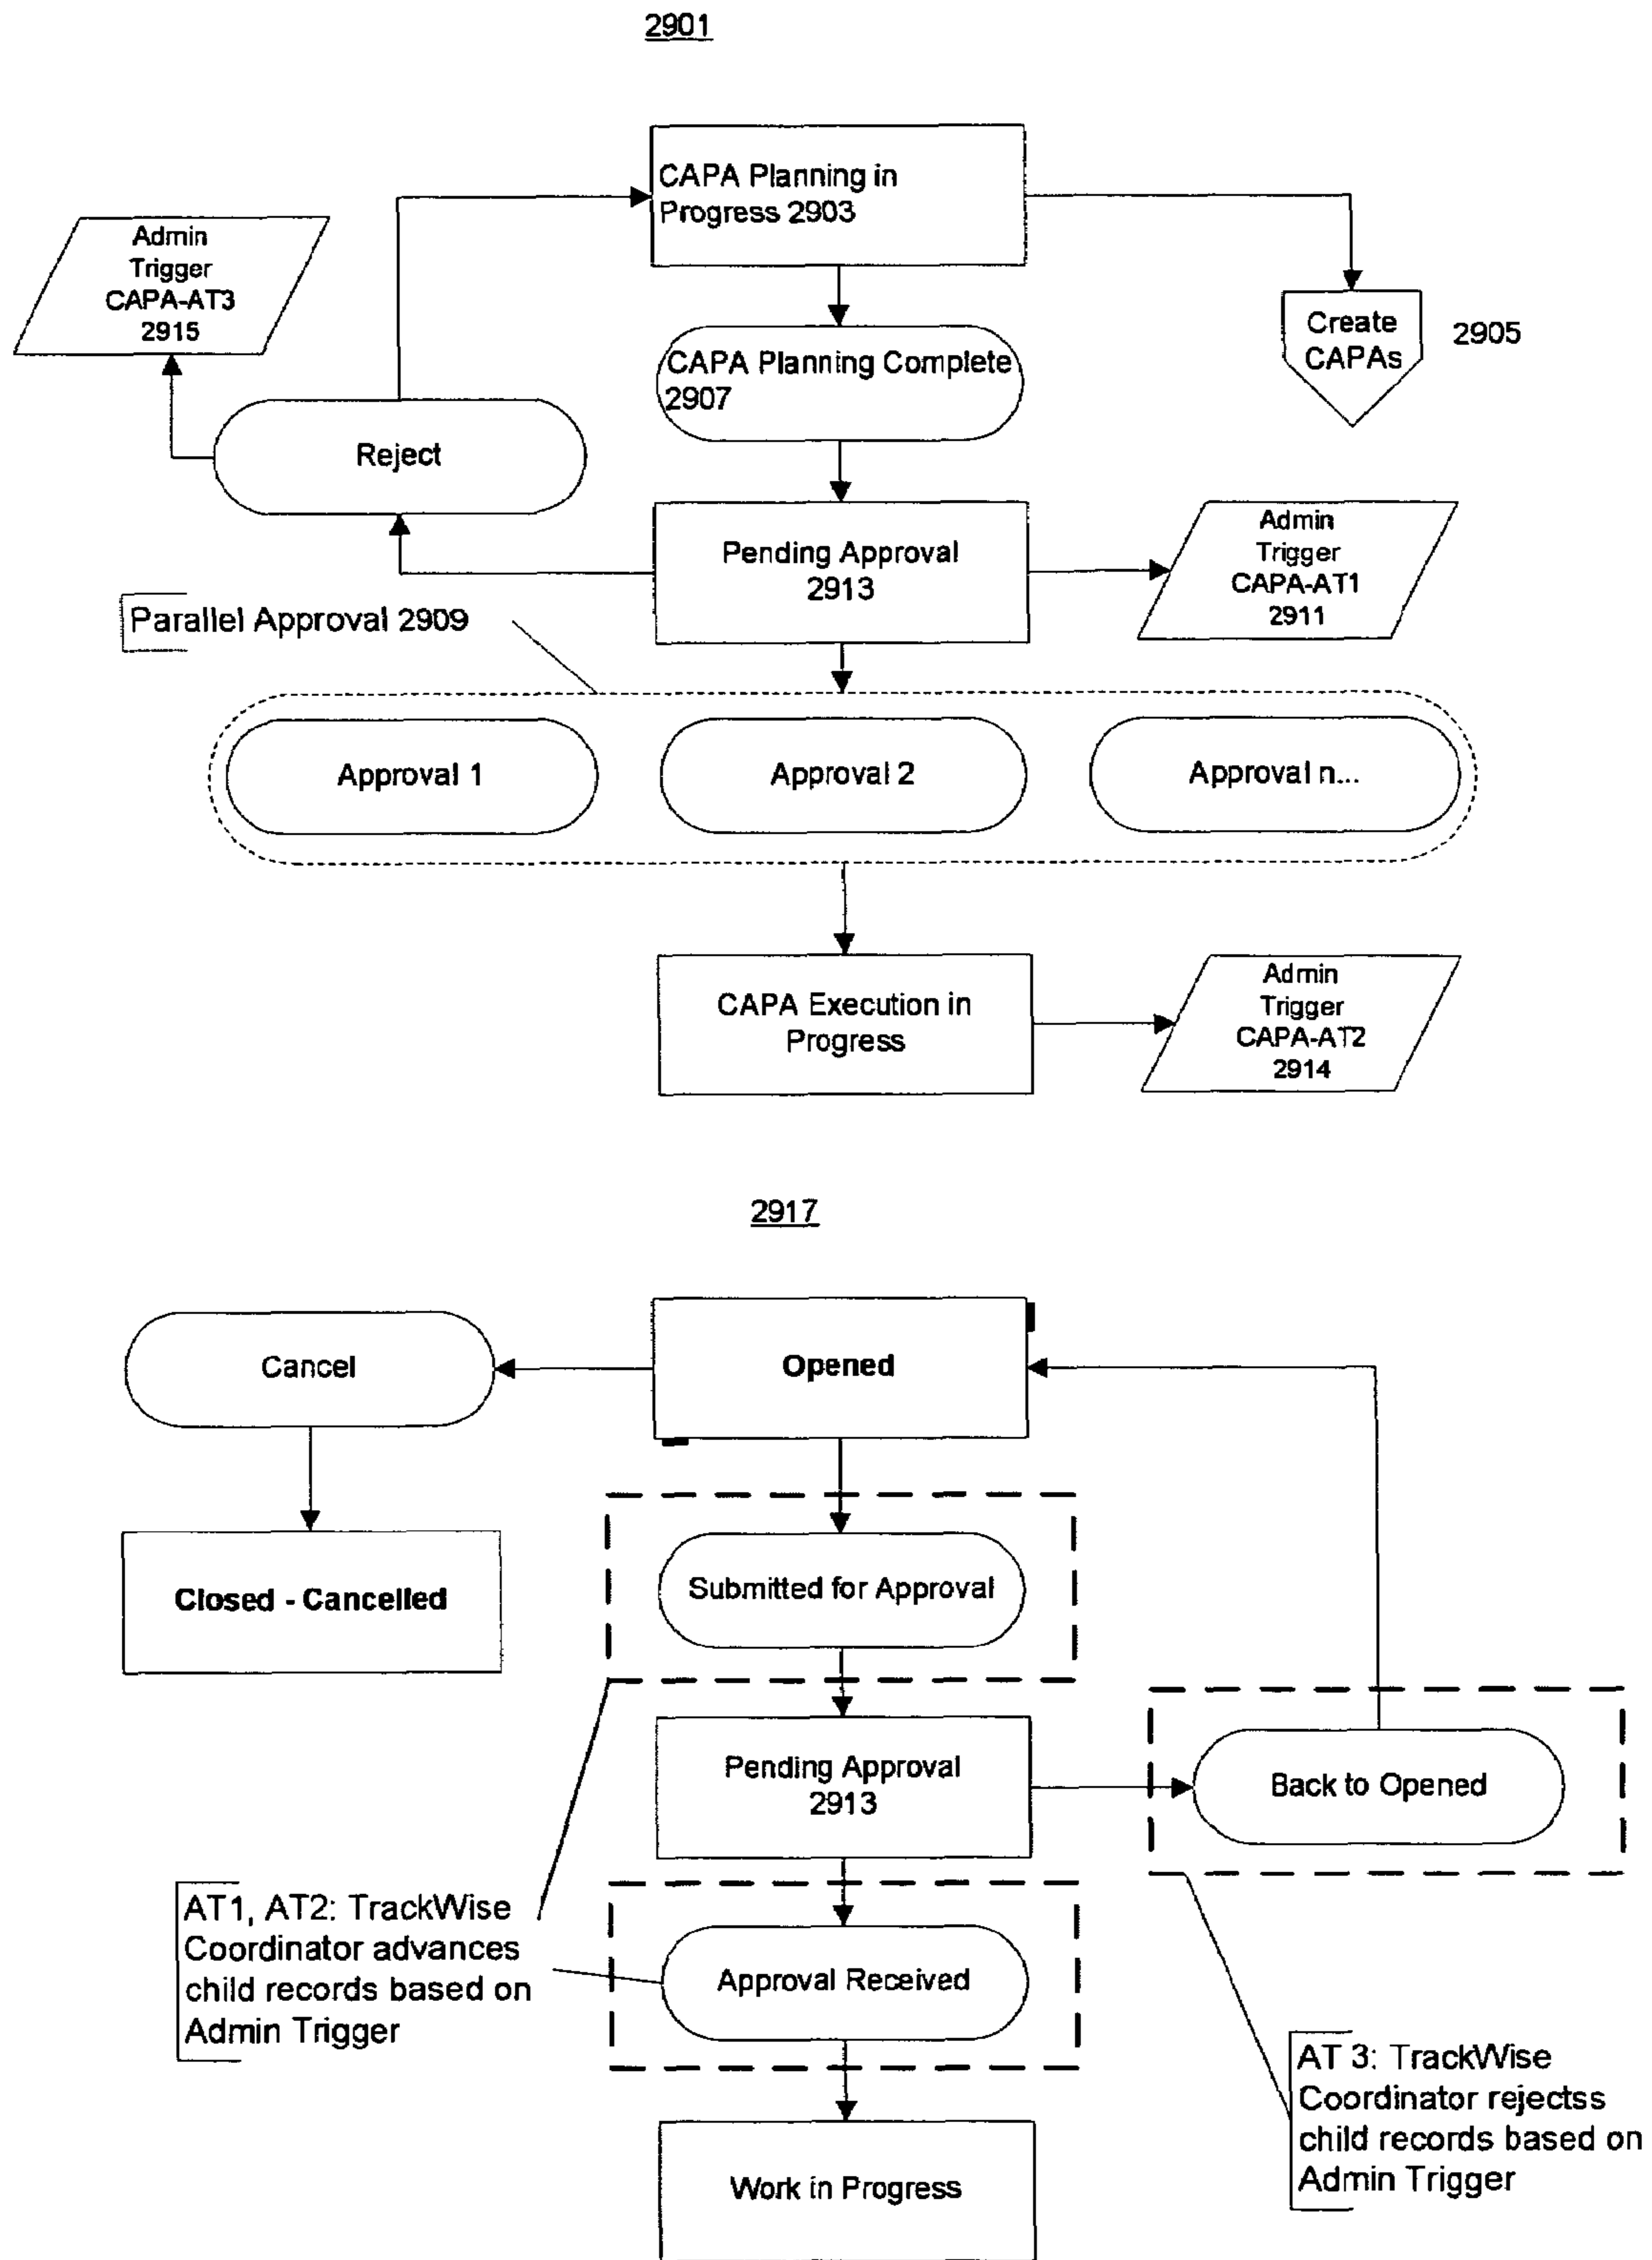 2901
CAPA Planning in
Progress 2903
Admin
Trigger
CAPA-AT3
2915
Create
CAPAs
2905
CAPA Planning Complete
2907
Reject
Pending Approval
2913
Admin
Trigger
CAPA-AT1
2911
Parallel Approval 2909
Approval 1
Approval 2
Approval n...
CAPA Execution in
Progress
Admin
Trigger
CAPA-AT2
2914
2917
Cancel
Opened
Closed - Cancelled
Submitted for Approval
Pending Approval
2913
Back to Opened
AT1, AT2: TrackWise
Coordinator advances
child records based on
Admin Trigger
Approval Received
AT 3: TrackWise
Coordinator rejectss
child records based on
Admin Trigger
Work in Progress